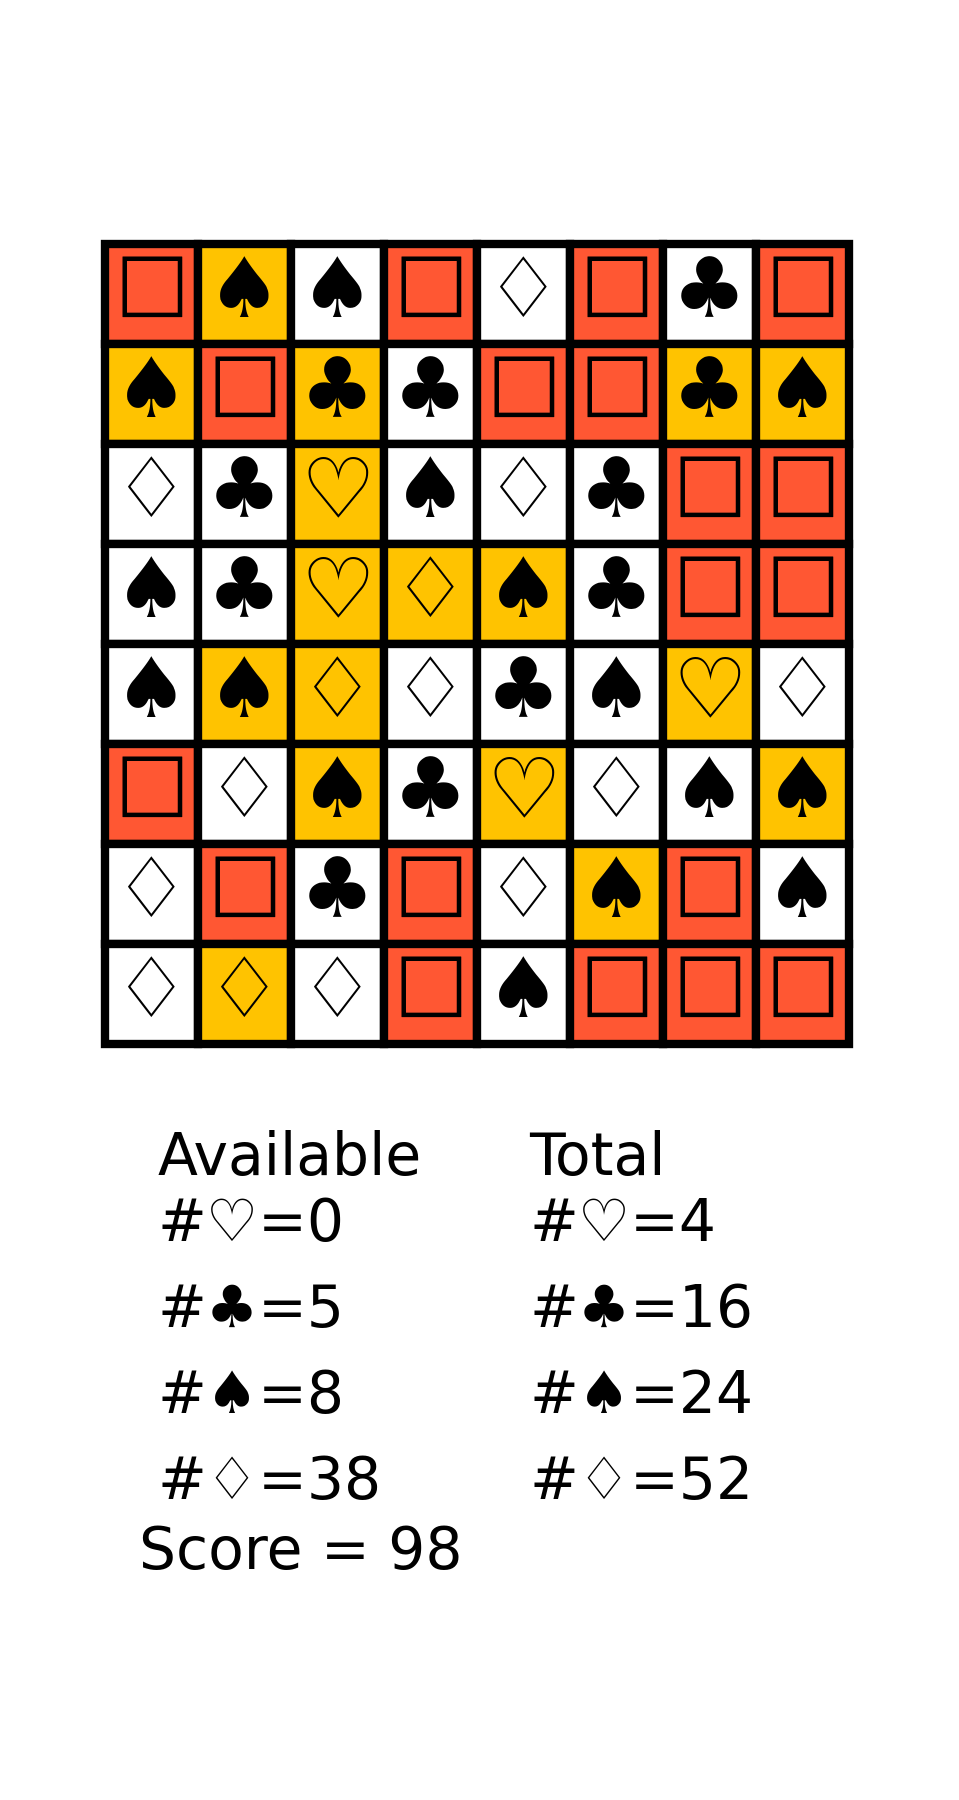 □ ♠ ♠ □ ♢ □ ♣ □
♠ □ ♣ ♣ □ □ ♣ ♠
♢ ♣ ♡ ♠ ♢ ♣ □ □
♠ ♣ ♡ ♢ ♠ ♣ □ □
♠ ♠ ♢ ♢ ♣ ♠ ♡ ♢
□ ♢ ♠ ♣ ♡ ♢ ♠ ♠
♢ □ ♣ □ ♢ ♠ □ ♠
♢ ♢ ♢ □ ♠ □ □ □
Available Total
#♡=0 #♡=4
#♣=5 #♣=16
#♠=8 #♠=24
#♢=38 #♢=52
Score = 98